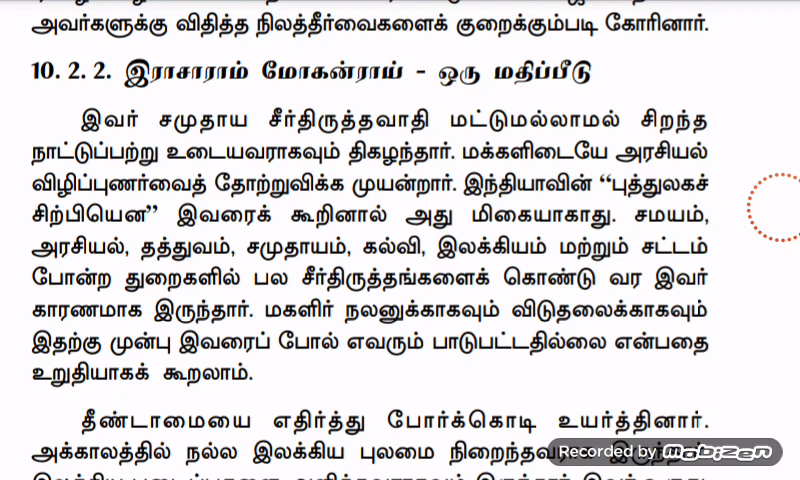 அவர்களுக்கு விதித்த நிலத்தீர்வைகளைக் குறைக்கும்படி கோரினார்.
10. 2. 2. இராசாராம் மோகன்ராய் - ஒரு மதிப்பீடு
இவர் சமுதாய சீர்திருத்தவாதி மட்டுமல்லாமல் சிறந்த
நாட்டுப்பற்று உடையவராகவும் திகழந்தார். மக்களிடையே அரசியல்
விழிப்புணர்வைத் தோற்றுவிக்க முயன்றார். இந்தியாவின் “புத்துலகச்
சிற்பியென” இவரைக் கூறினால் அது மிகையாகாது. சமயம்,
அரசியல், தத்துவம், சமுதாயம், கல்வி, இலக்கியம் மற்றும் சட்டம்
போன்ற துறைகளில் பல சீர்திருத்தங்களைக் கொண்டு வர இவர்
காரணமாக இருந்தார். மகளிர் நலனுக்காகவும் விடுதலைக்காகவும்
இதற்கு முன்பு இவரைப் போல் எவரும் பாடுபட்டதில்லை என்பதை
உறுதியாகக் கூறலாம்.
தீண்டாமையை எதிர்த்து போர்க்கொடி உயர்த்தினார்.
அக்காலத்தில் நல்ல இலக்கிய புலமை நிறைந்தவராக இருந்தார்
Recorded by mobizen